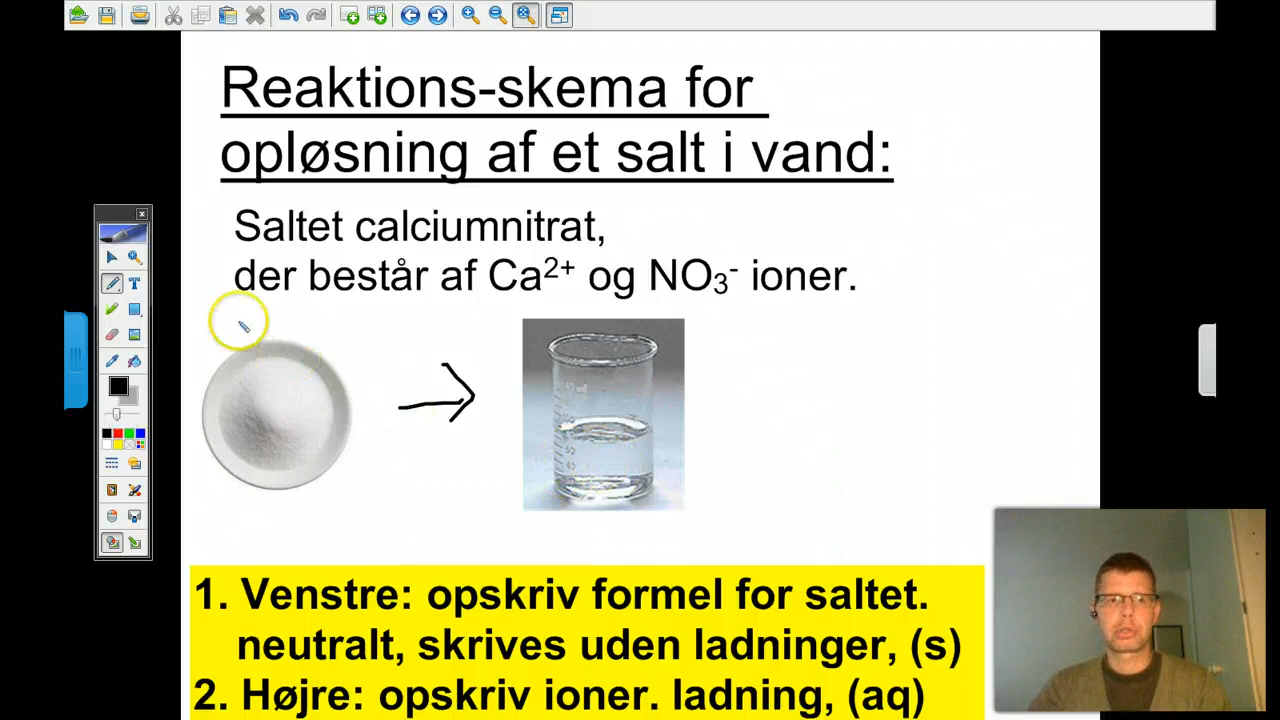 Reaktions-skema for
opløsning af et salt i vand:
Saltet calciumnitrat,
der består af Ca²⁺ og NO₃⁻ ioner.
1. Venstre: opskriv formel for saltet.
neutralt, skrives uden ladninger, (s)
2. Højre: opskriv ioner. ladning, (aq)